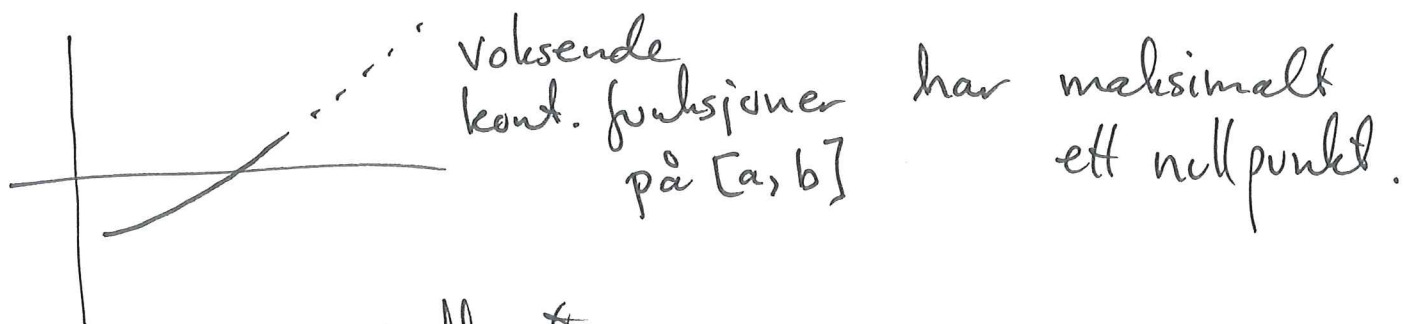 voksende har maksimalt
kont. funksjoner ett nullpunkt.
på [a, b]